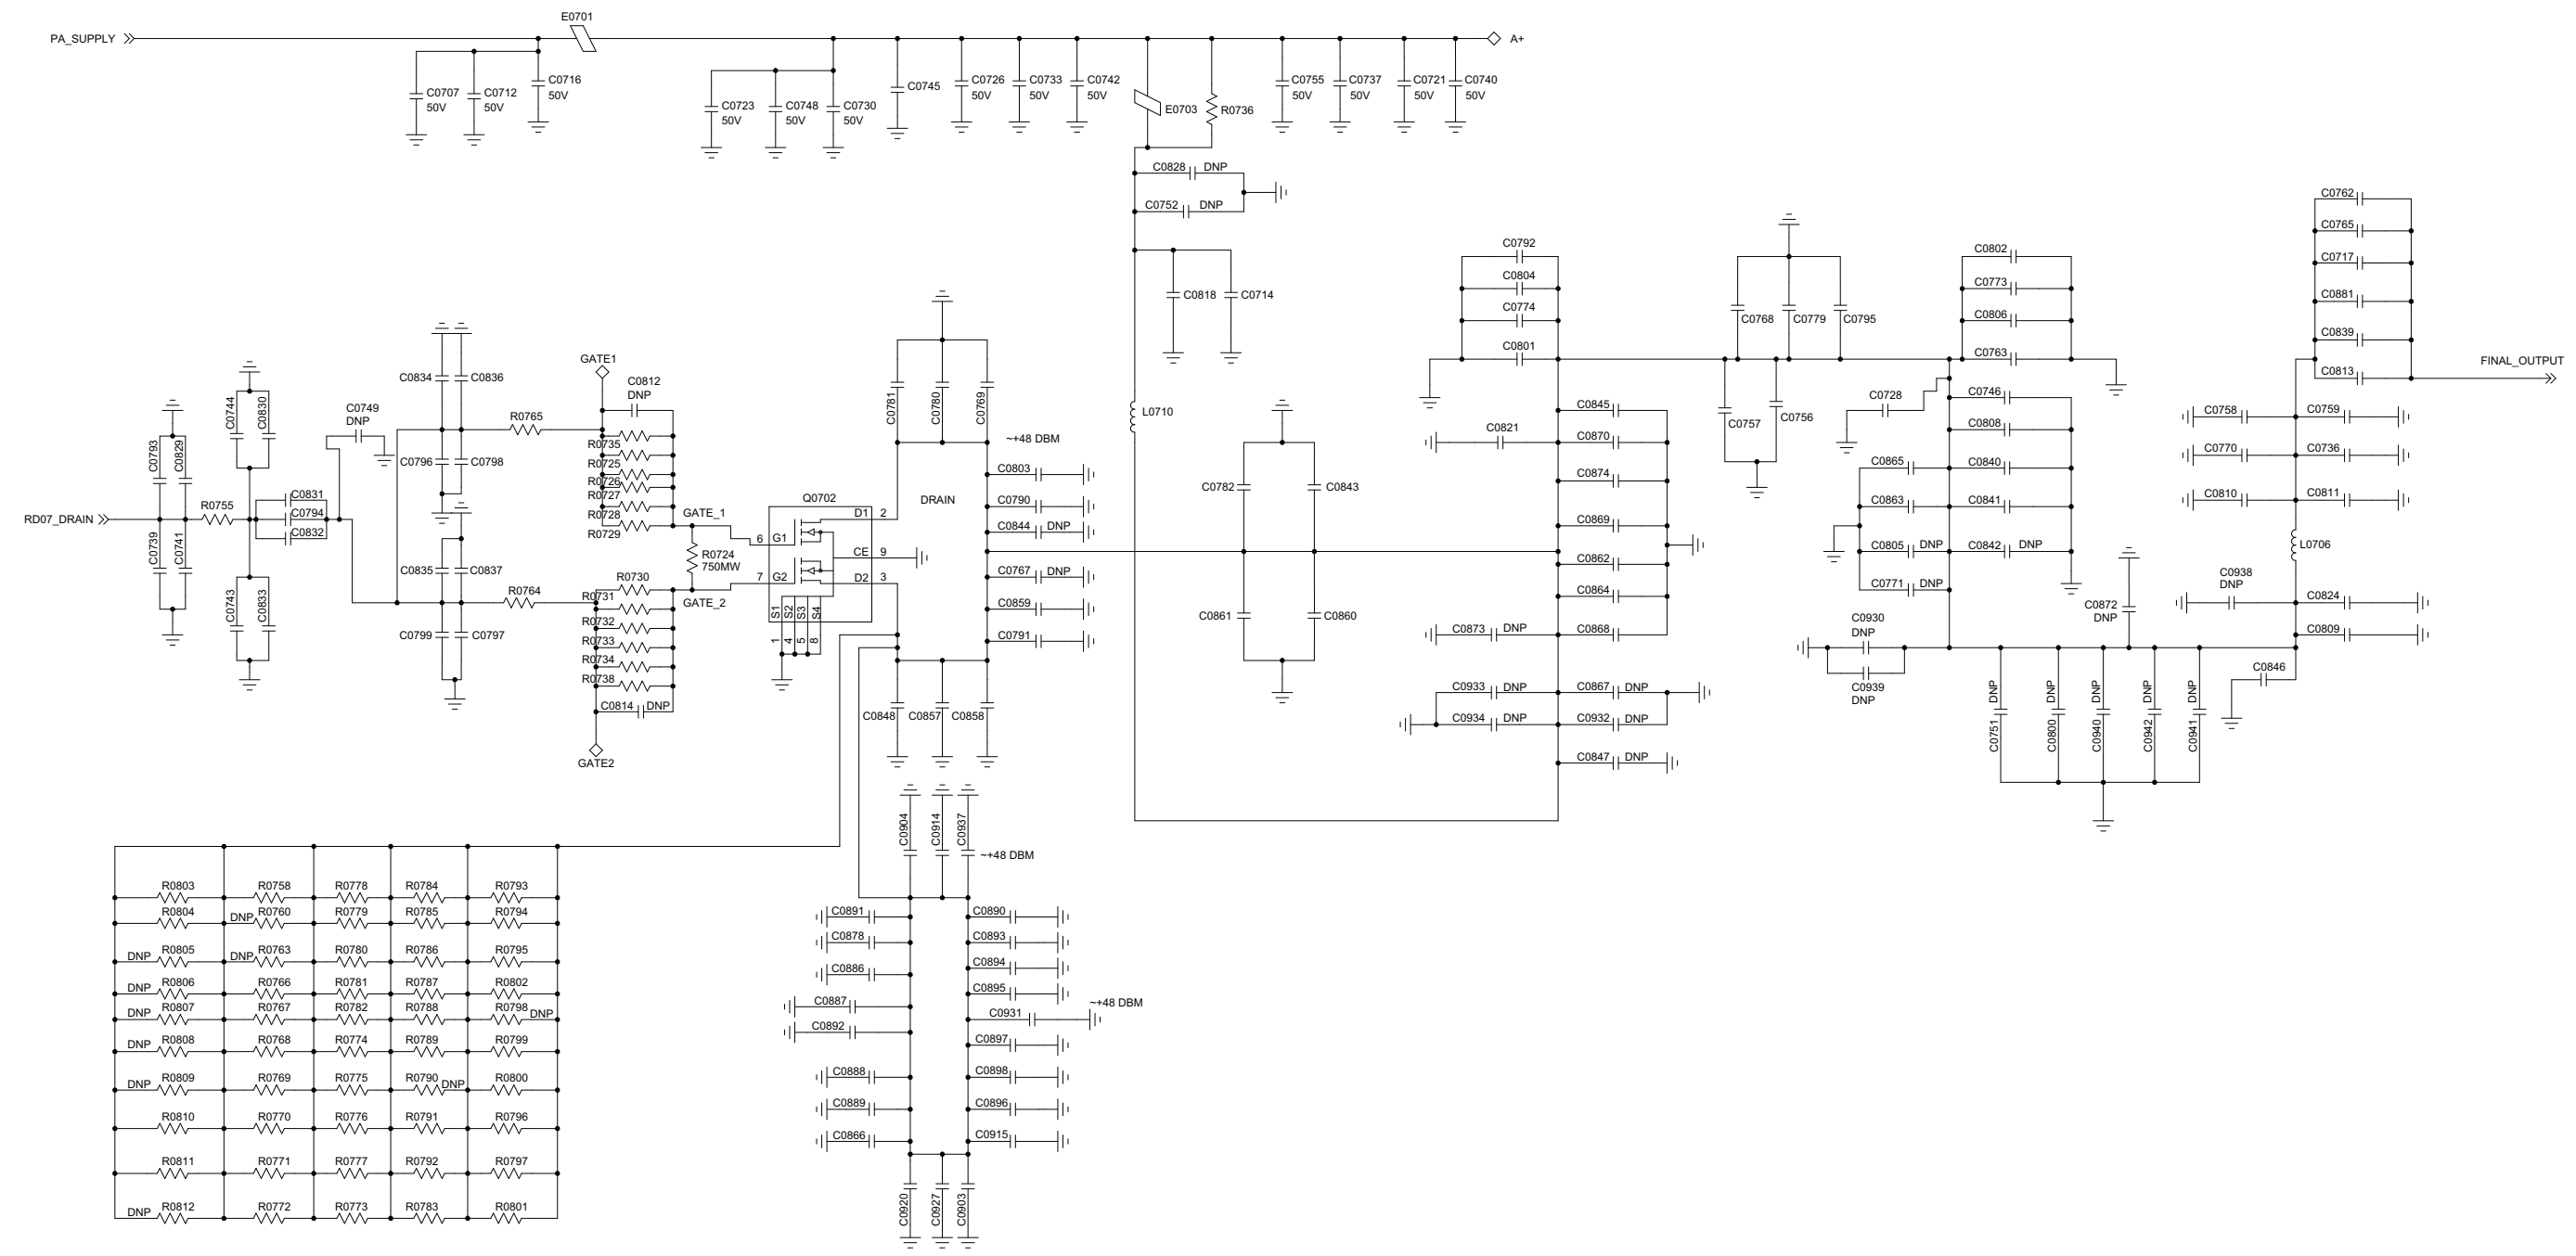 E0701
PA_SUPPLY
A+
C0707
50V
C0712
50V
C0716
50V
C0723
50V
C0748
50V
C0730
50V
C0745
C0726
50V
C0733
50V
C0742
50V
E0703
R0736
C0755
50V
C0737
50V
C0721
50V
C0740
50V
C0828 DNP
C0752 DNP
C0818
C0714
L0710
C0792
C0804
C0774
C0801
C0768
C0779
C0795
C0757
C0756
C0802
C0773
C0806
C0763
C0762
C0765
C0717
C0881
C0839
C0813
FINAL_OUTPUT
C0728
C0746
C0808
C0865
C0840
C0863
C0841
C0805 DNP
C0842 DNP
C0771 DNP
C0758
C0759
C0770
C0736
C0810
C0811
L0706
C0938
DNP
C0824
C0809
C0846
C0872
DNP
C0930
DNP
C0939
DNP
C0751 DNP
C0800 DNP
C0940 DNP
C0942 DNP
C0941 DNP
C0845
C0821
C0870
C0874
C0869
C0862
C0864
C0873 DNP
C0868
C0933 DNP
C0867 DNP
C0934 DNP
C0932 DNP
C0847 DNP
C0782
C0843
C0861
C0860
RD07_DRAIN
C0793
C0829
C0739
C0741
R0755
C0744
C0830
C0743
C0833
C0831
C0794
C0832
C0749
DNP
C0834
C0836
C0796
C0798
C0835
C0837
C0799
C0797
R0765
R0764
GATE1
C0812
DNP
R0735
R0725
R0726
R0727
R0728
R0729
GATE_1
R0724
750MW
GATE_2
R0730
R0731
R0732
R0733
R0734
R0738
C0814 DNP
GATE2
Q0702
D1 2
6 G1
CE 9
7 G2
D2 3
S1
S2
S3
S4
1
4
5
8
C0781
C0780
C0769
~+48 DBM
DRAIN
C0803
C0790
C0844 DNP
C0767 DNP
C0859
C0791
C0848
C0857
C0858
C0904
C0914
C0937
~+48 DBM
C0891
C0890
C0878
C0893
C0886
C0894
C0887
C0895
C0892
C0931
~+48 DBM
C0897
C0888
C0898
C0889
C0896
C0866
C0915
C0920
C0927
C0903
R0803 R0758 R0778 R0784 R0793
R0804 DNP R0760 R0779 R0785 R0794
DNP R0805 DNP R0763 R0780 R0786 R0795
DNP R0806 R0766 R0781 R0787 R0802
DNP R0807 R0767 R0782 R0788 R0798 DNP
DNP R0808 R0768 R0774 R0789 R0799
DNP R0809 R0769 R0775 R0790 DNP R0800
R0810 R0770 R0776 R0791 R0796
R0811 R0771 R0777 R0792 R0797
DNP R0812 R0772 R0773 R0783 R0801